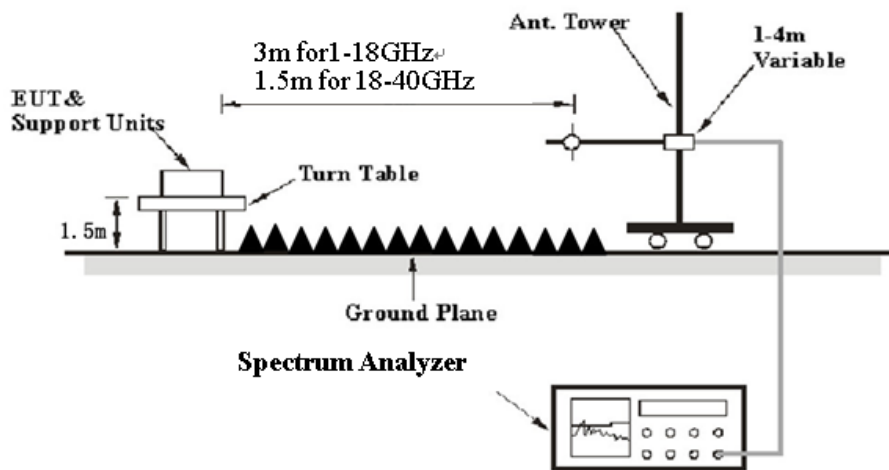 Ant. Tower
1-4m
Variable
3m for1-18GHz↵
1.5m for 18-40GHz
EUT&
Support Units
Turn Table
1.5m
Ground Plane
Spectrum Analyzer